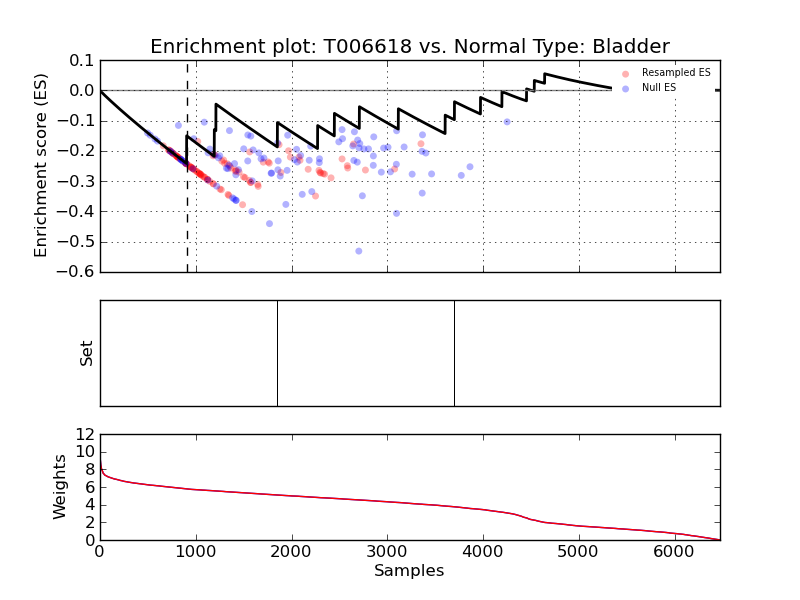 Enrichment plot: T006618 vs. Normal Type: Bladder
Enrichment score (ES)
0.1
0.0
−0.1
−0.2
−0.3
−0.4
−0.5
−0.6
Resampled ES
Null ES
Set
Weights
12
10
8
6
4
2
0
0 1000 2000 3000 4000 5000 6000
Samples